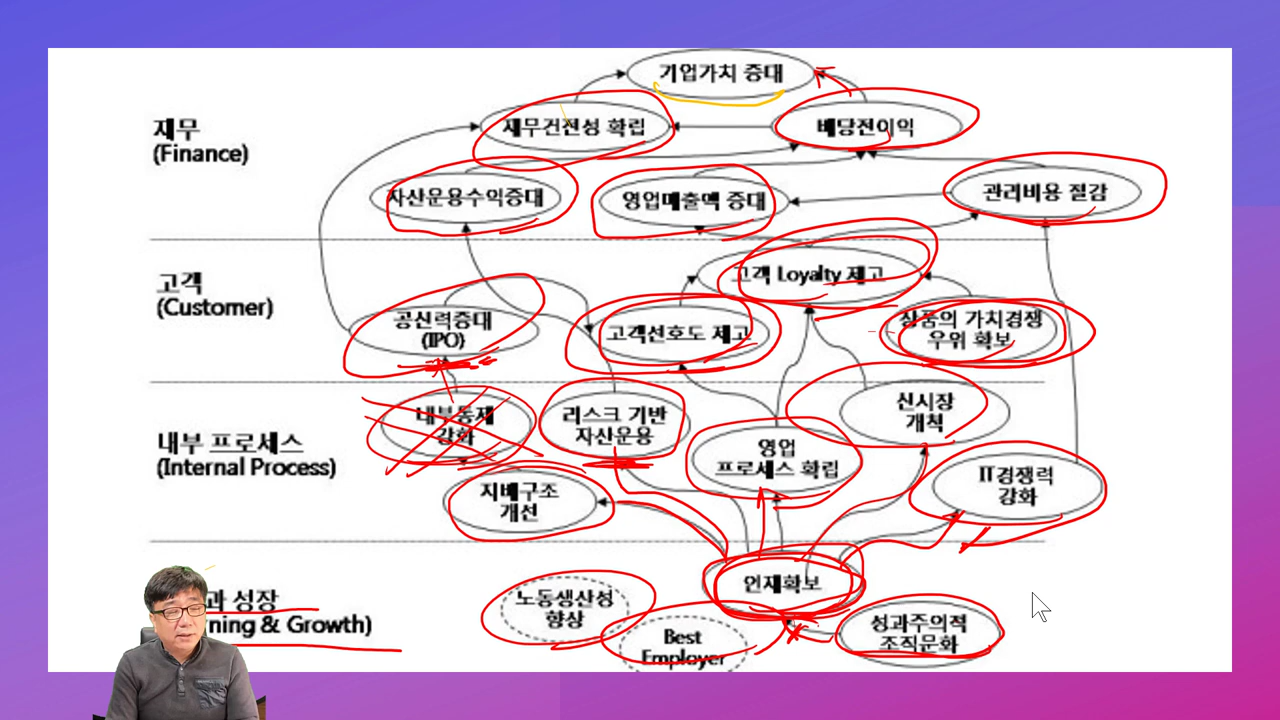 기업가치 증대
재무
(Finance)
재무건전성 확립
배당전이익
자산운용수익증대
영업매출액 증대
관리비용 절감
고객
(Customer)
고객 Loyalty 제고
공신력증대
(IPO)
고객선호도 제고
상품의 가치경쟁
우위 확보
내부 프로세스
(Internal Process)
내부통제
강화
리스크 기반
자산운용
신시장
개척
영업
프로세스 확립
지배구조
개선
IT경쟁력
강화
과 성장
ning & Growth)
인재확보
노동생산성
향상
Best
Employer
성과주의적
조직문화